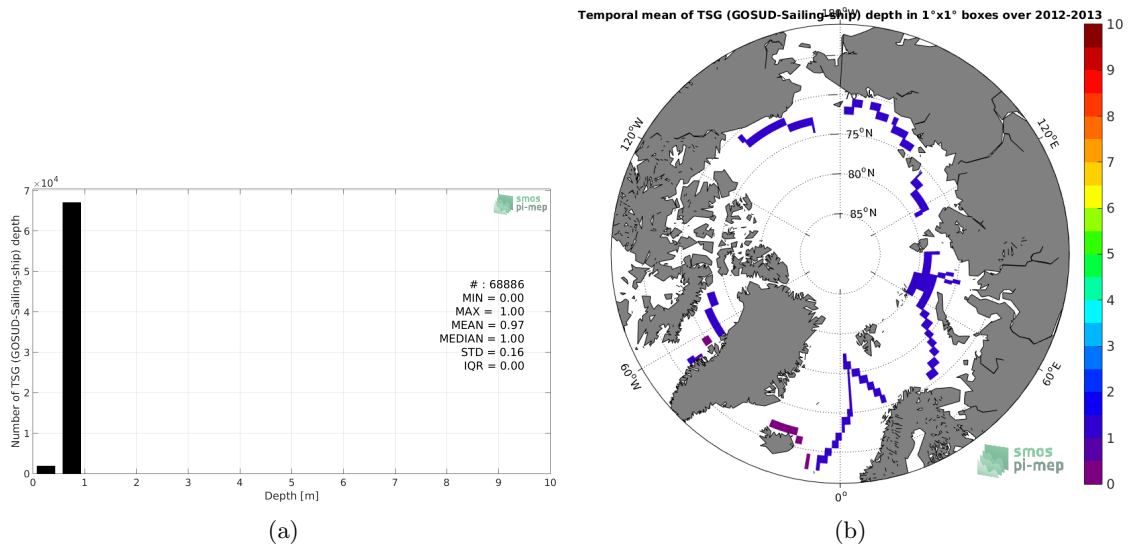 Temporal mean of TSG (GOSUD-Sailing-ship) depth in 1°x1° boxes over 2012-2013
×10⁴
Number of TSG (GOSUD-Sailing-ship) depth
7
6
5
4
3
2
1
0
0 1 2 3 4 5 6 7 8 9 10
Depth [m]
smos
pi-mep
# : 68886
MIN = 0.00
MAX = 1.00
MEAN = 0.97
MEDIAN = 1.00
STD = 0.16
IQR = 0.00
(a)
180°W
120°W
120°E
60°W
60°E
0°
75°N
80°N
85°N
10
9
8
7
6
5
4
3
2
1
0
smos
pi-mep
(b)